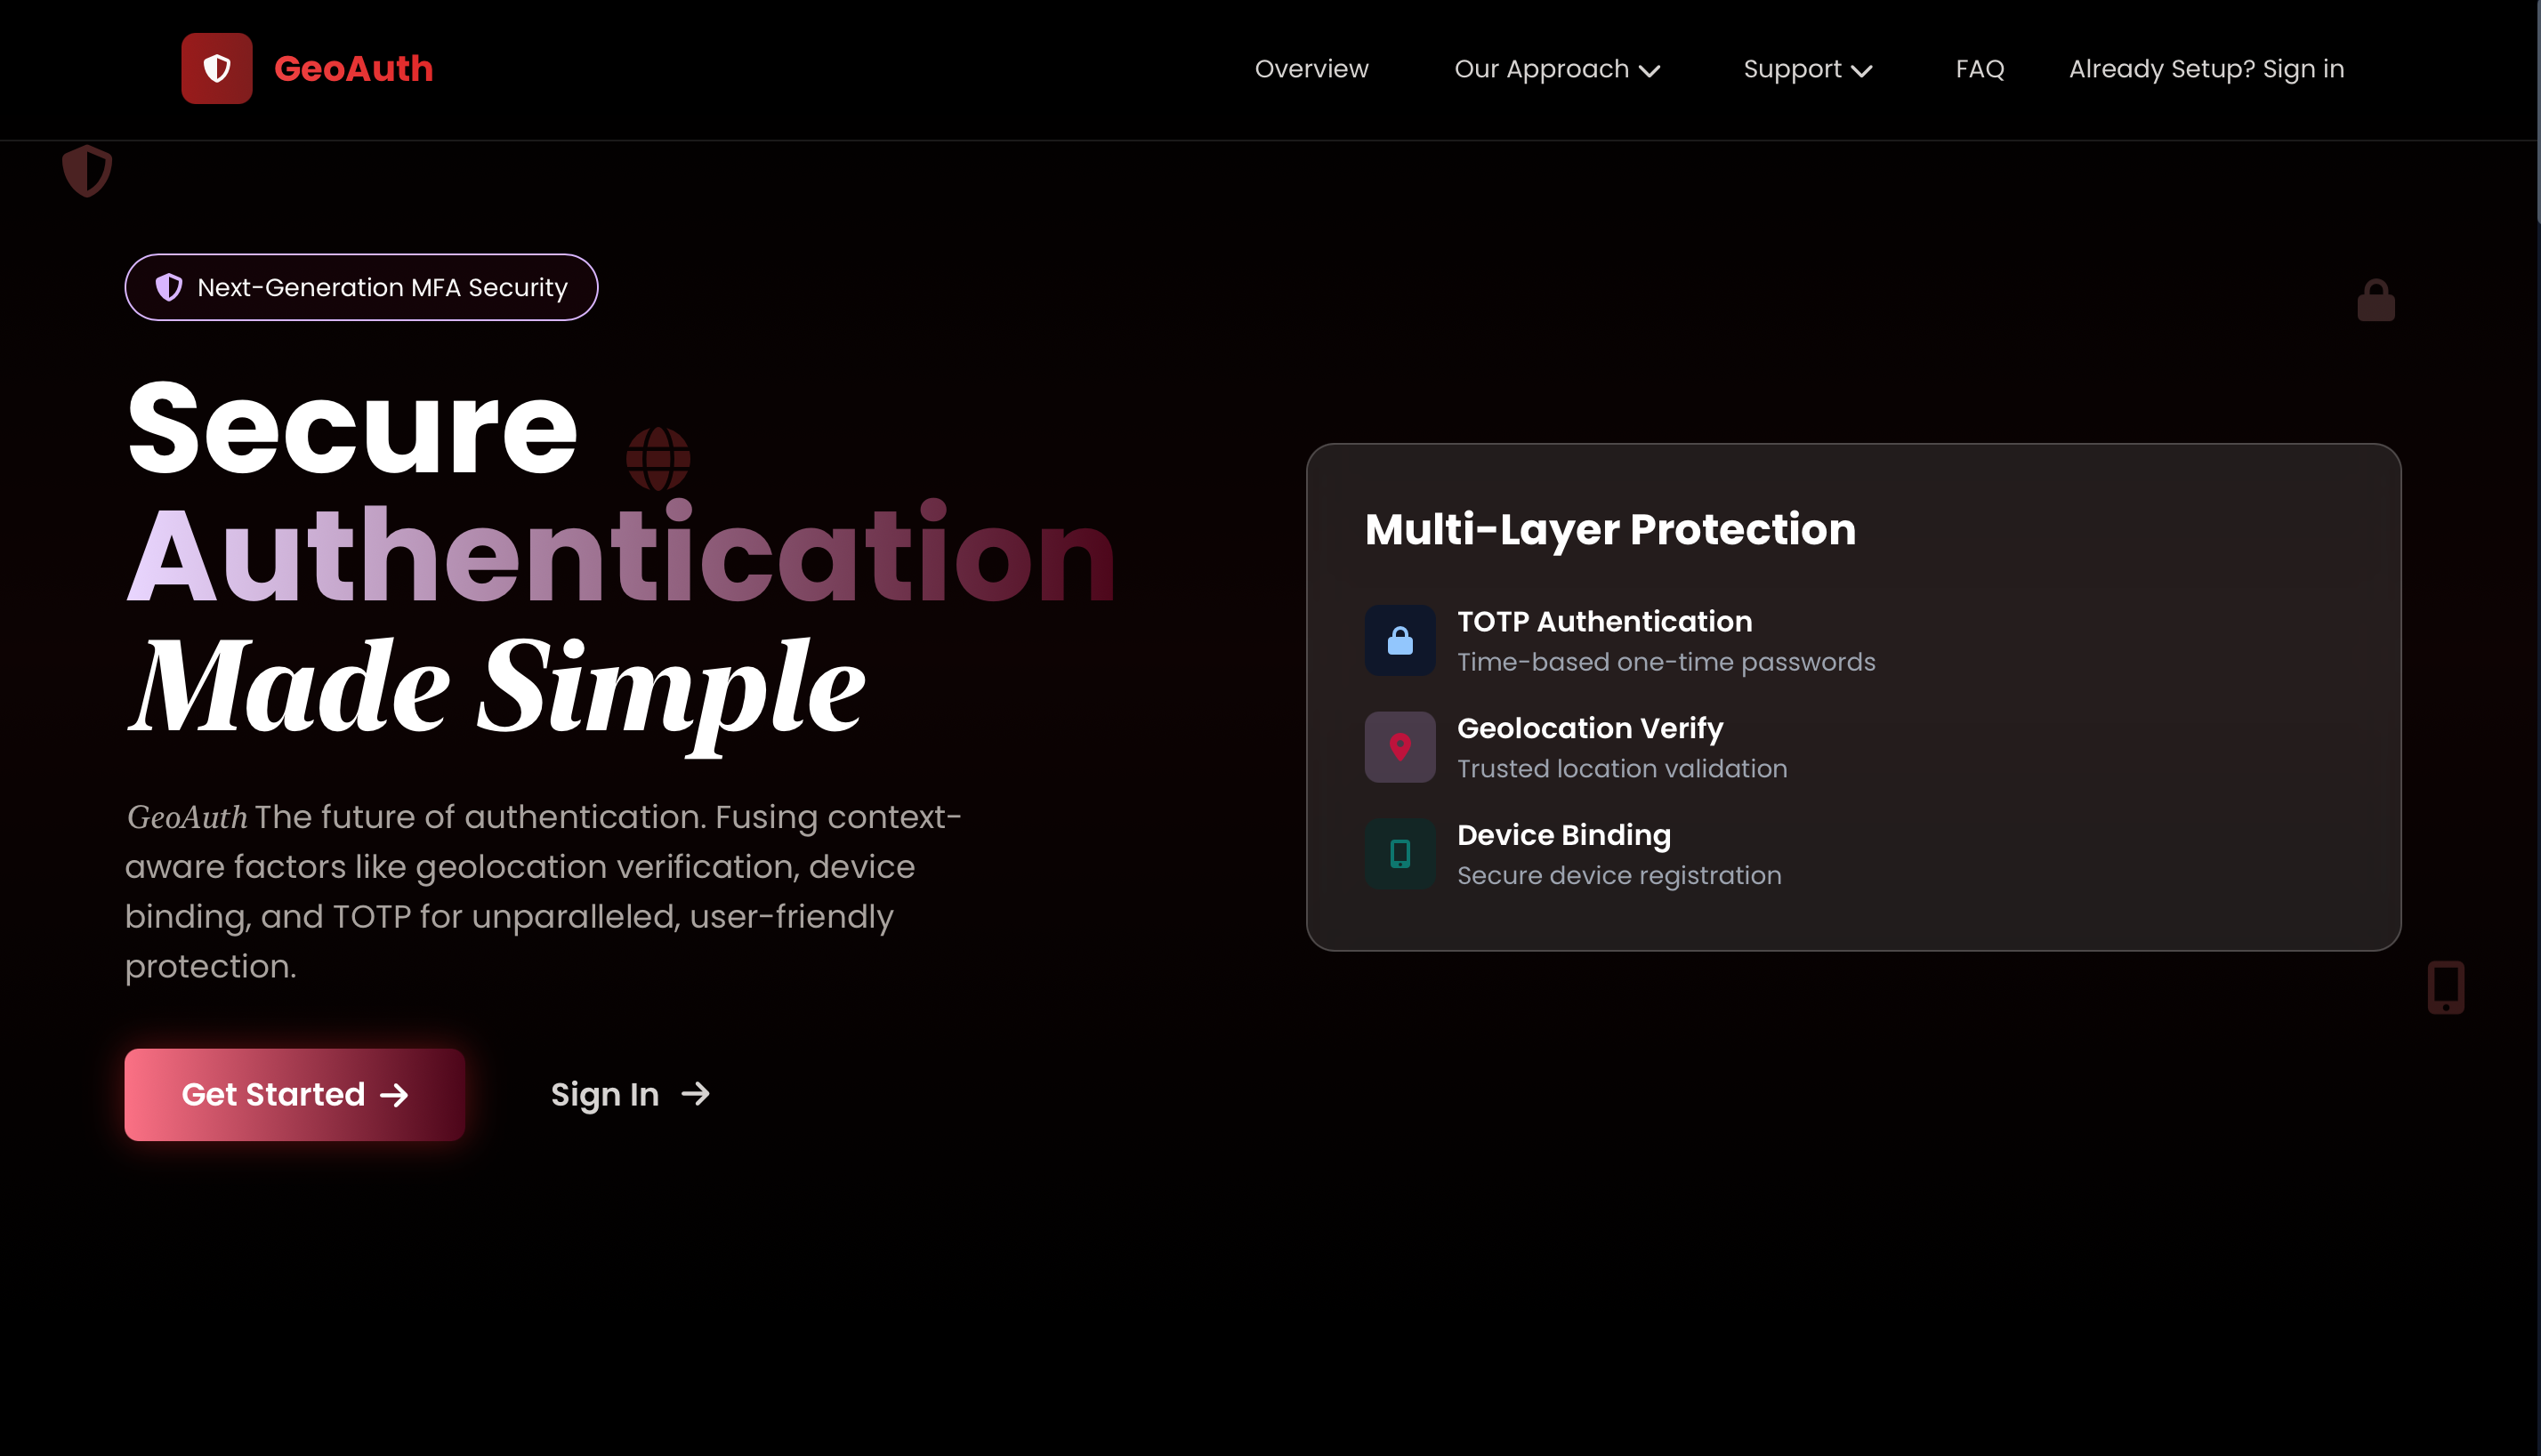 GeoAuth
Overview
Our Approach
Support
FAQ
Already Setup? Sign in
Next-Generation MFA Security
Secure
Authentication
Made Simple
GeoAuth The future of authentication. Fusing context-
aware factors like geolocation verification, device
binding, and TOTP for unparalleled, user-friendly
protection.
Get Started
Sign In
Multi-Layer Protection
TOTP Authentication
Time-based one-time passwords
Geolocation Verify
Trusted location validation
Device Binding
Secure device registration